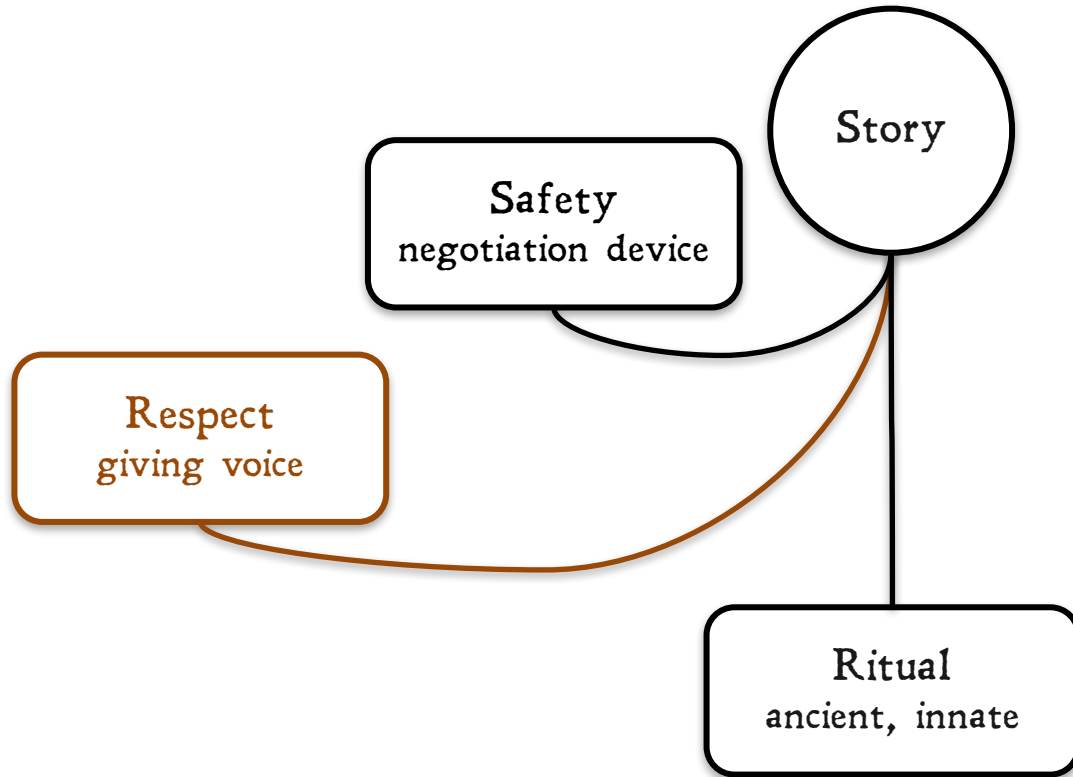 Story
Safety
negotiation device
Respect
giving voice
Ritual
ancient, innate